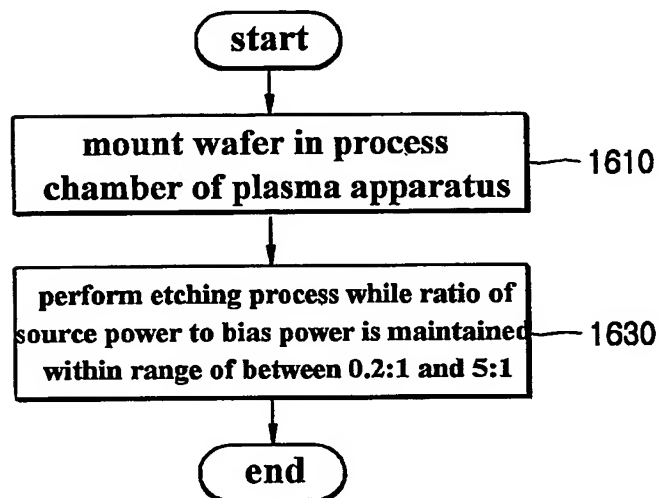 start
mount wafer in process
chamber of plasma apparatus
1610
perform etching process while ratio of
source power to bias power is maintained
within range of between 0.2:1 and 5:1
1630
end